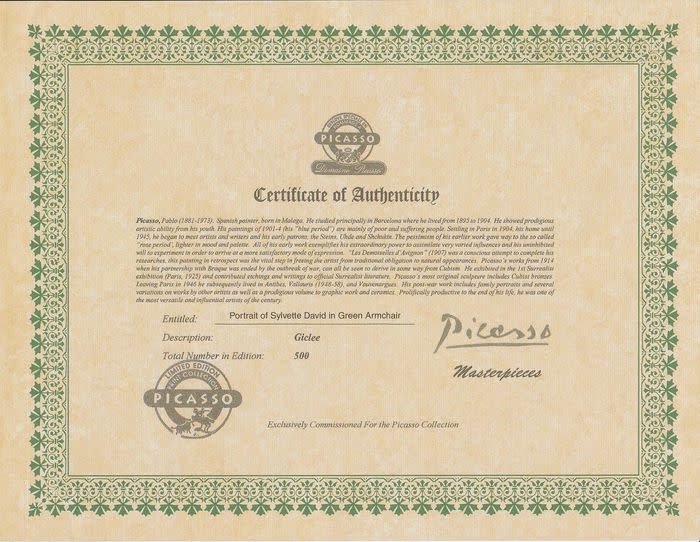 PICASSO
Domaine Picasso
Certificate of Authenticity
Picasso, Pablo (1881-1973). Spanish painter, born in Malaga. He studied principally in Barcelona where he lived from 1895 to 1904. He showed prodigious
artistic ability from his youth. His paintings of 1901-4 (his "blue period") are mainly of poor and suffering people. Settling in Paris in 1904, his home until
1945, he began to meet artists and writers and his early patrons, the Steins, Uhde and Shchukin. The pessimism of his earlier work gave way to the so called
"rose period", lighter in mood and palette. All of his early work exemplifies his extraordinary power to assimilate very varied influences and his uninhibited
will to experiment in order to arrive at a more satisfactory mode of expression. "Les Demoiselles d'Avignon" (1907) was a conscious attempt to complete his
researches, this painting in retrospect was the vital step in freeing the artist from traditional obligation to natural appearances. Picasso's works from 1914
when his partnership with Braque was ended by the outbreak of war, can all be seen to derive in some way from Cubism. He exhibited in the 1st Surrealist
exhibition (Paris, 1925) and contributed etchings and writings to official Surrealist literature. Picasso's most original sculpture includes Cubist bronzes
Leaving Paris in 1946 he subsequently lived in Antibes, Vallauris (1948-58), and Vauvenargues. His post-war work includes family portraits and several
variations on works by other artists as well as a prodigious volume to graphic work and ceramics. Prolifically productive to the end of his life, he was one of
the most versatile and influential artists of the century.
Entitled: Portrait of Sylvette David in Green Armchair
Description: Giclee
Total Number in Edition: 500
Picasso
Masterpieces
LIMITED EDITION
PRINT COLLECTION
PICASSO
Exclusively Commissioned For the Picasso Collection